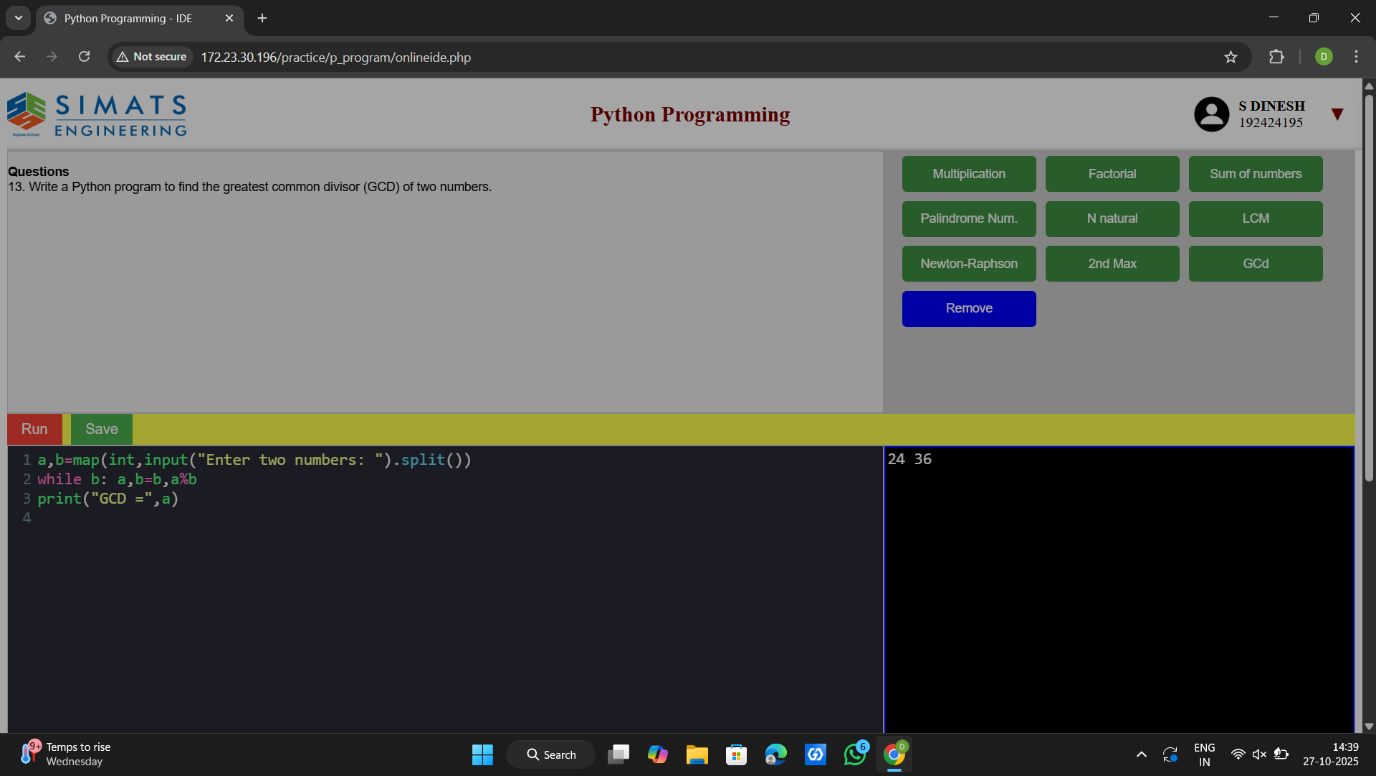 Python Programming - IDE
Not secure
172.23.30.196/practice/p_program/onlineide.php
D
SIMATS
ENGINEERING
Python Programming
S DINESH
192424195
Questions
13. Write a Python program to find the greatest common divisor (GCD) of two numbers.
Multiplication
Factorial
Sum of numbers
Palindrome Num.
N natural
LCM
Newton-Raphson
2nd Max
GCd
Remove
Run
Save
1 a,b=map(int,input("Enter two numbers: ").split())
2 while b: a,b=b,a%b
3 print("GCD =",a)
4
24 36
9+
Temps to rise
Wednesday
Search
6
D
ENG
IN
14:39
27-10-2025